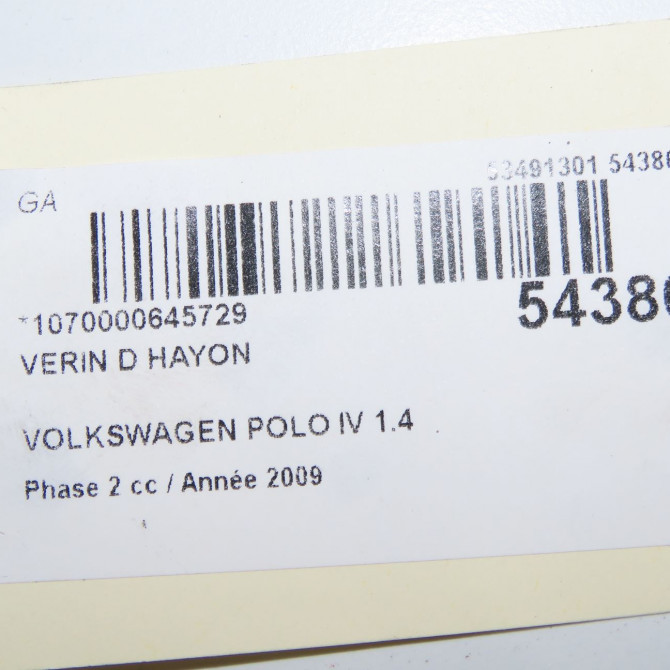 53491301 5438
GA
*1070000645729
5438
VERIN D HAYON
VOLKSWAGEN POLO IV 1.4
Phase 2 cc / Année 2009